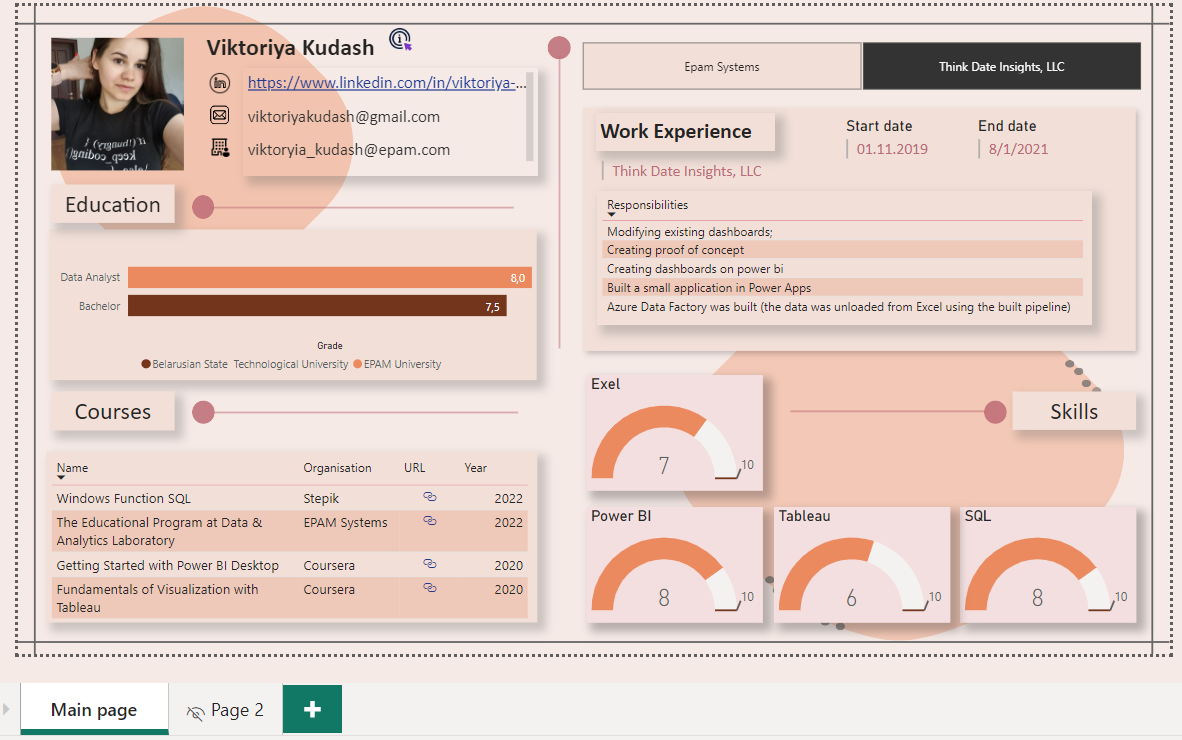 Viktoriya Kudash
https://www.linkedin.com/in/viktoriya-...
viktoriyakudash@gmail.com
viktoryia_kudash@epam.com
Epam Systems
Think Date Insights, LLC
Work Experience
Start date
End date
01.11.2019
8/1/2021
Think Date Insights, LLC
Responsibilities
Modifying existing dashboards;
Creating proof of concept
Creating dashboards on power bi
Built a small application in Power Apps
Azure Data Factory was built (the data was unloaded from Excel using the built pipeline)
Education
Data Analyst 8,0
Bachelor 7,5
Grade
Belarusian State Technological University EPAM University
Courses
Name Organisation URL Year
Windows Function SQL Stepik 2022
The Educational Program at Data & EPAM Systems 2022
Analytics Laboratory
Getting Started with Power BI Desktop Coursera 2020
Fundamentals of Visualization with Coursera 2020
Tableau
Skills
Exel
7 10
Power BI
8 10
Tableau
6 10
SQL
8 10
Main page
Page 2
+